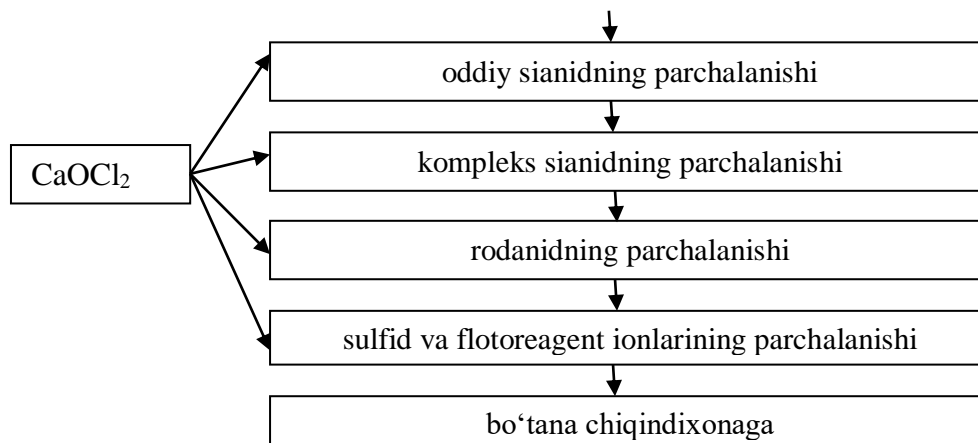 oddiy sianidning parchalanishi
kompleks sianidning parchalanishi
CaOCl₂
rodanidning parchalanishi
sulfid va flotoreagent ionlarining parchalanishi
bo‘tana chiqindixonaga